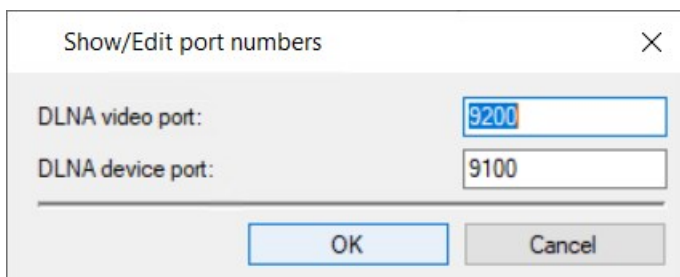 Show/Edit port numbers
DLNA video port: 9200
DLNA device port: 9100
OK Cancel